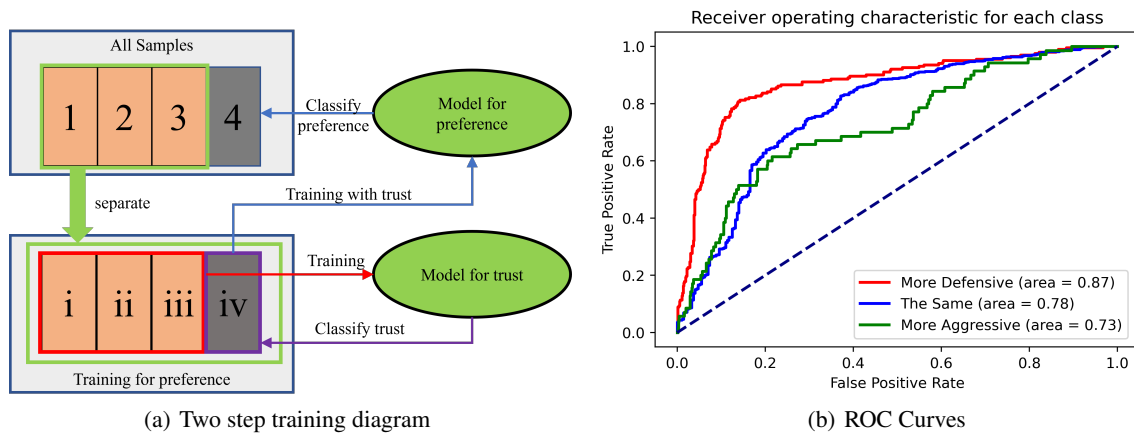 All Samples
1 2 3 4
Classify
preference
Model for
preference
separate
Training with trust
i ii iii iv
Training
Model for trust
Classify trust
Training for preference
(a) Two step training diagram
Receiver operating characteristic for each class
True Positive Rate
1.0
0.8
0.6
0.4
0.2
0.0
More Defensive (area = 0.87)
The Same (area = 0.78)
More Aggressive (area = 0.73)
0.0 0.2 0.4 0.6 0.8 1.0
False Positive Rate
(b) ROC Curves